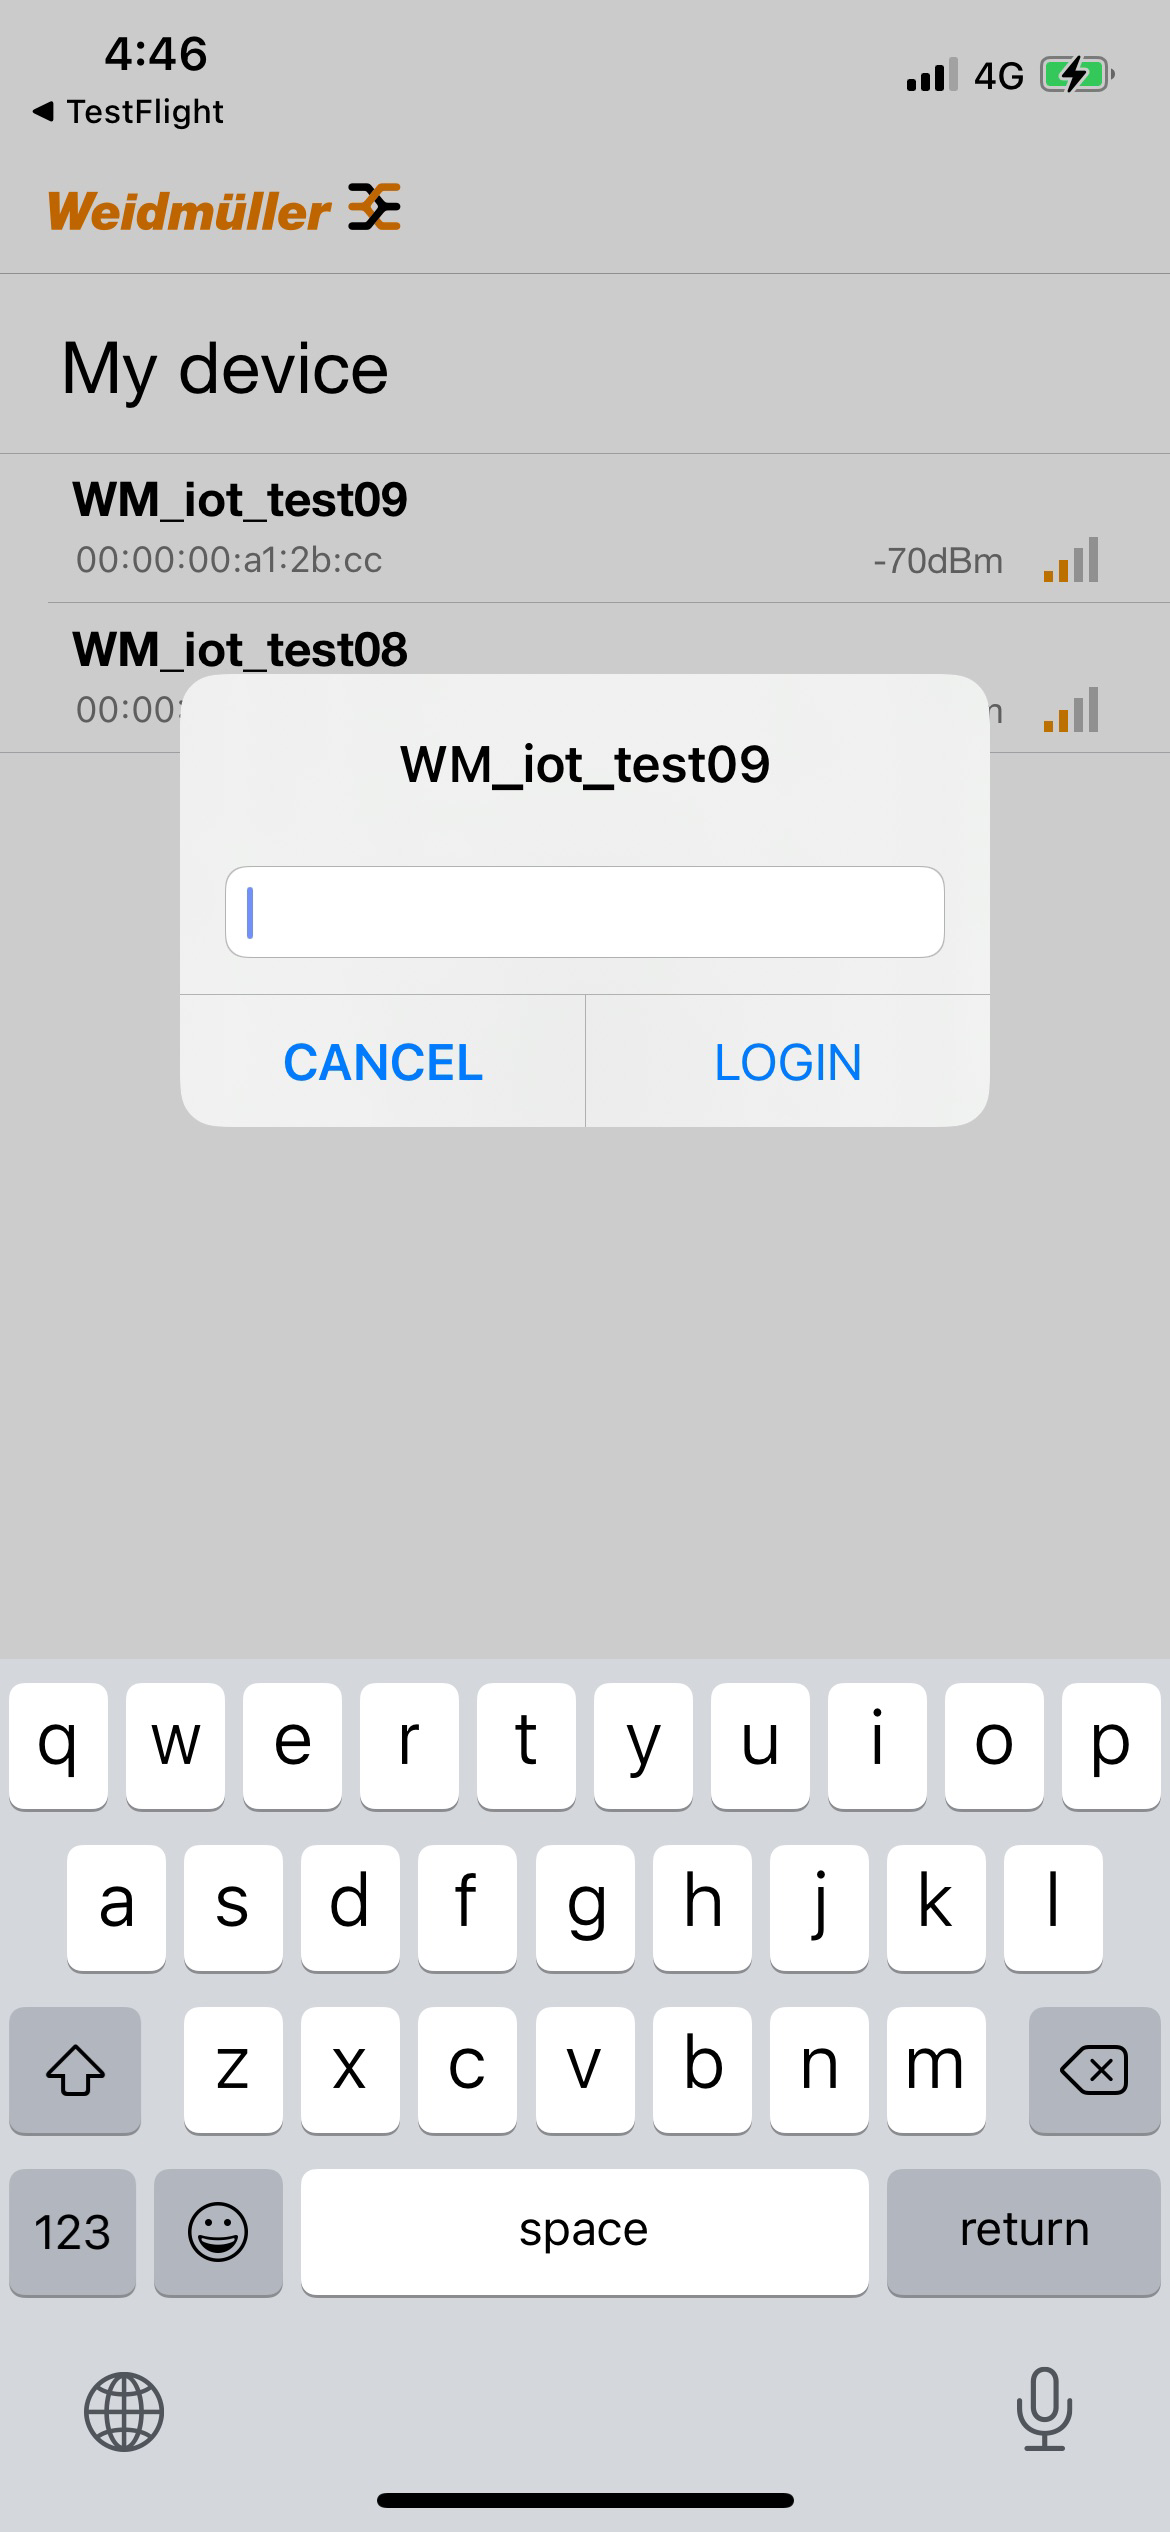 4:46
4G
TestFlight
Weidmüller
My device
WM_iot_test09
00:00:00:a1:2b:cc
-70dBm
WM_iot_test08
00:00:
WM_iot_test09
CANCEL
LOGIN
q w e r t y u i o p
a s d f g h j k l
z x c v b n m
123
space
return